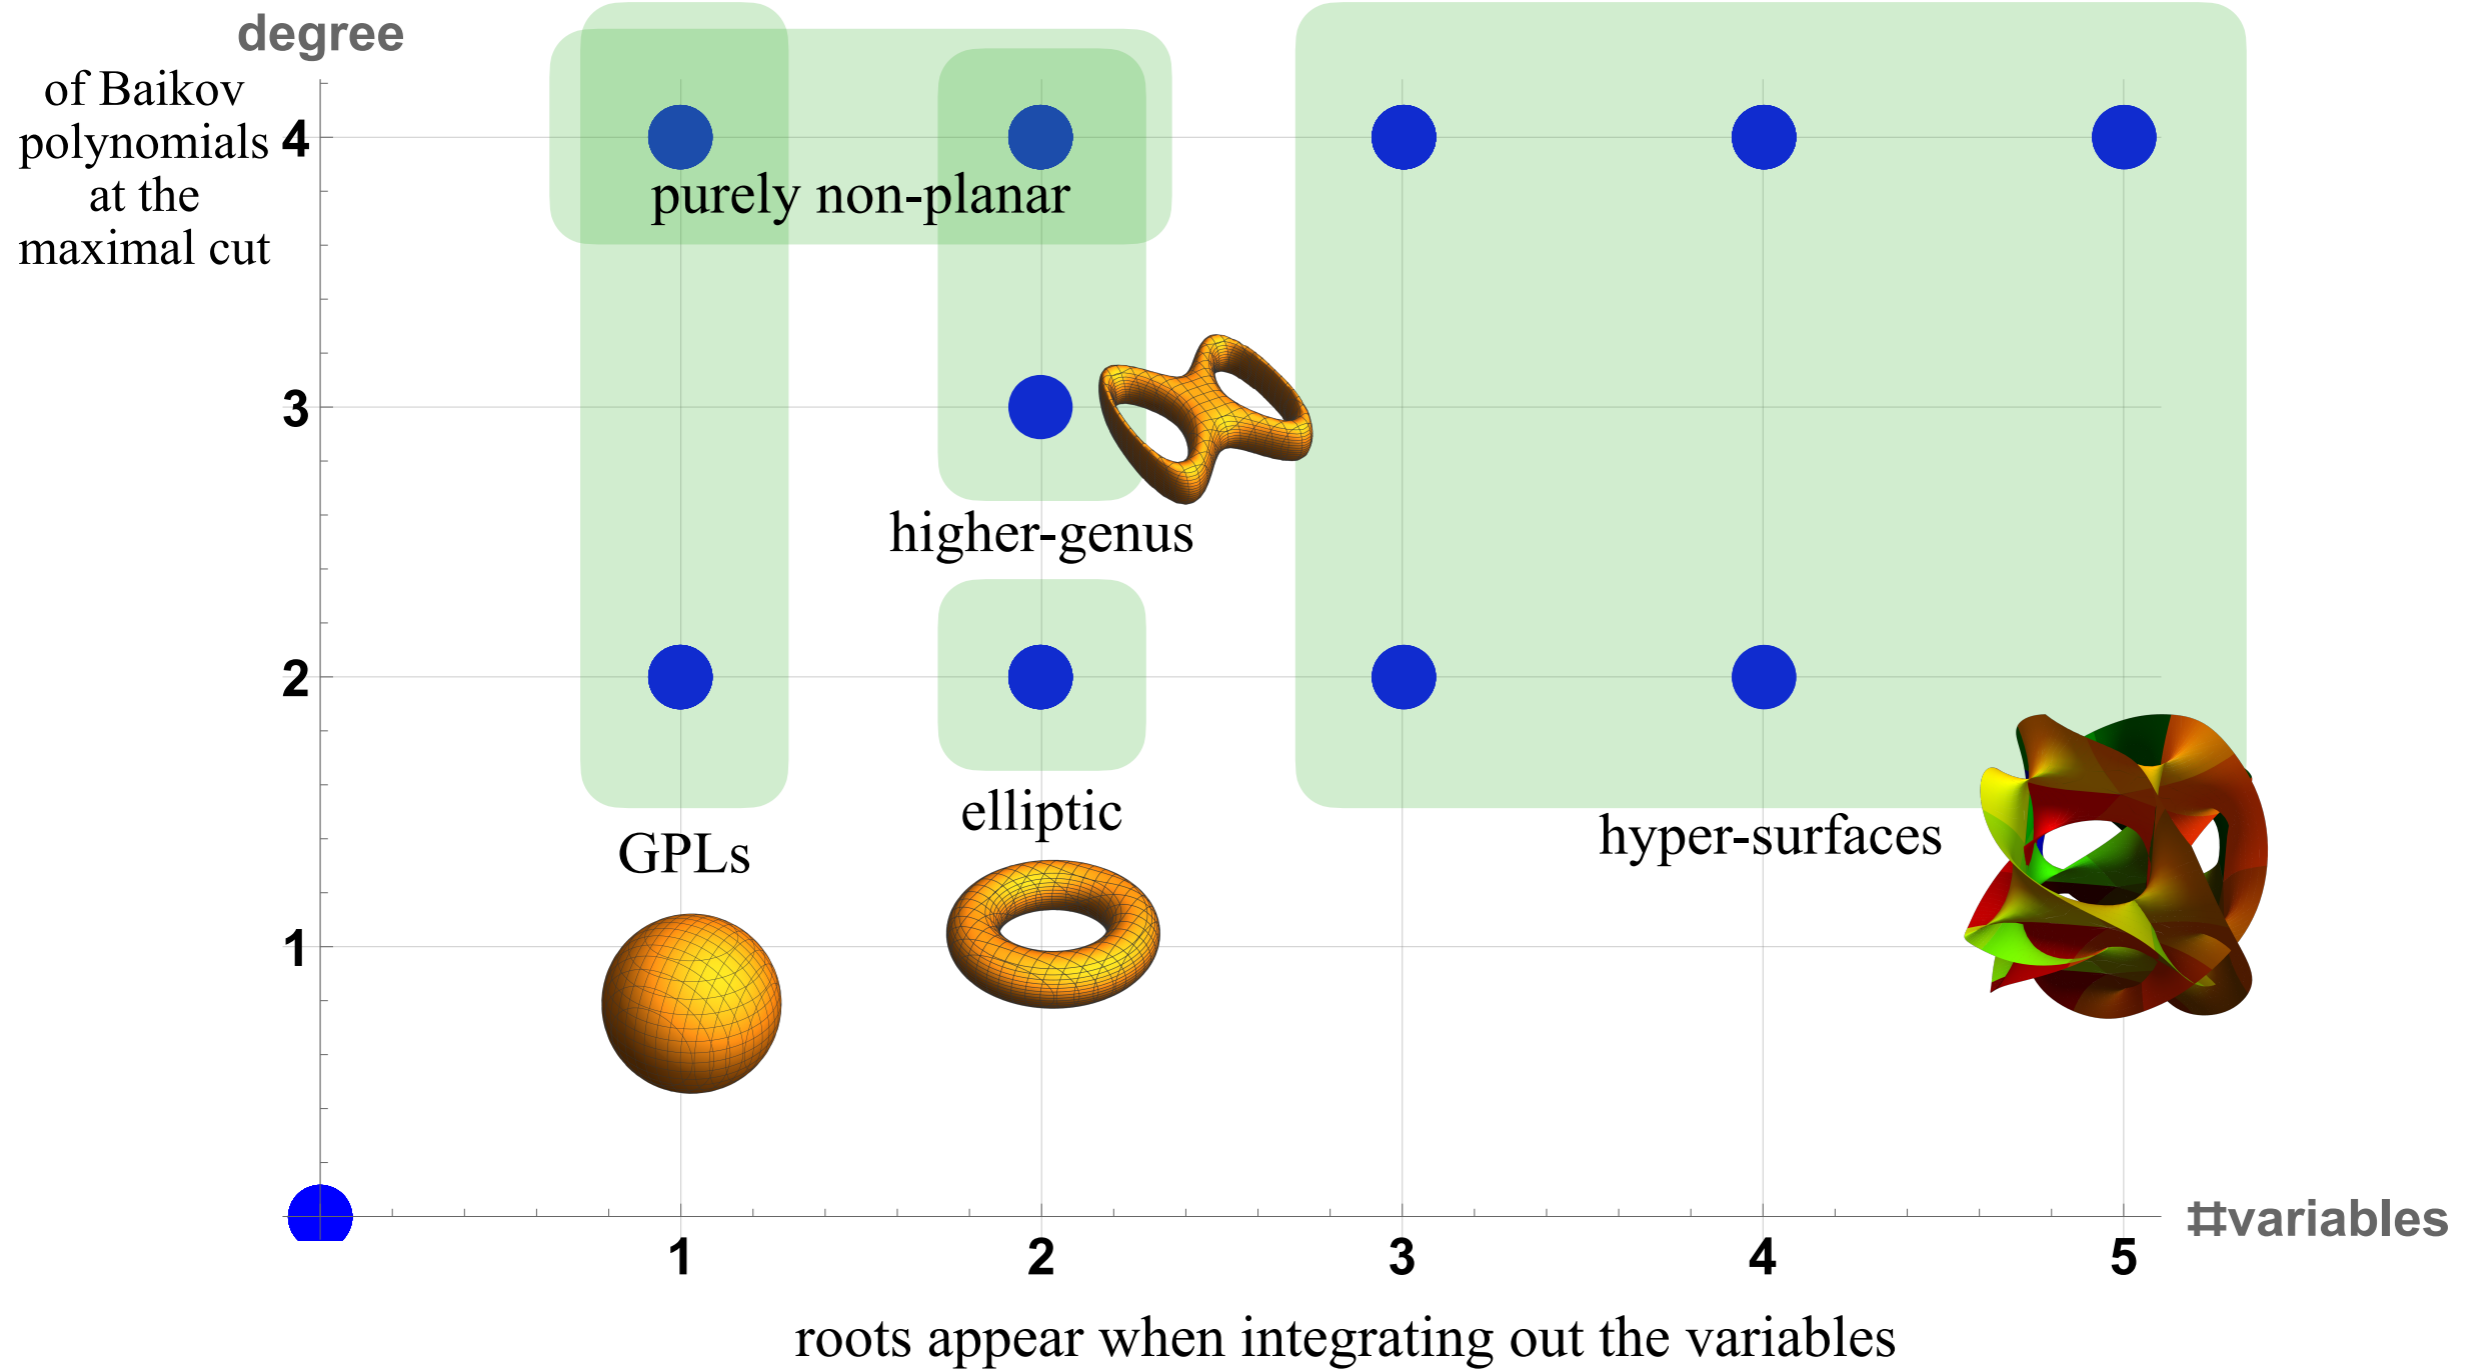 degree
of Baikov
polynomials
at the
maximal cut
4
purely non-planar
3
higher-genus
2
elliptic
GPLs
hyper-surfaces
1
#variables
1 2 3 4 5
roots appear when integrating out the variables